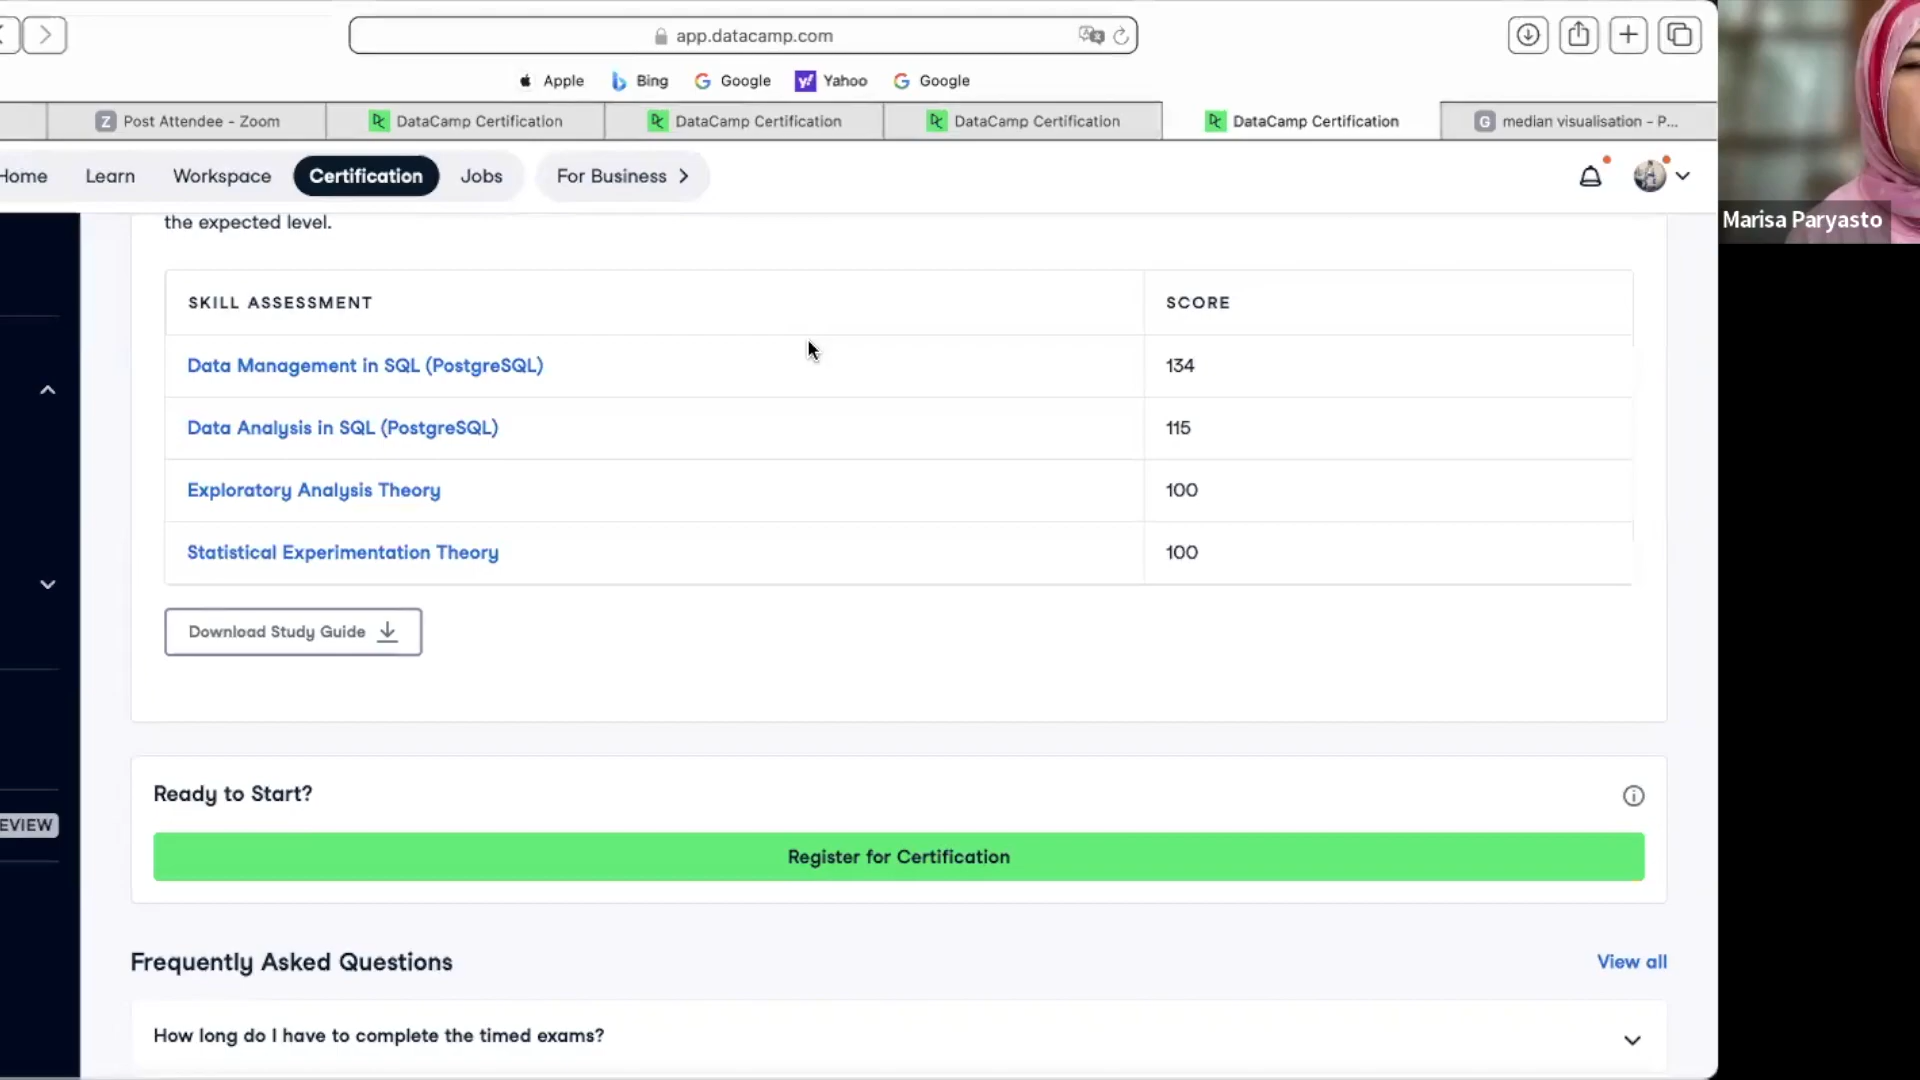 app.datacamp.com
Apple
Bing
Google
Yahoo
Google
Post Attendee - Zoom
DataCamp Certification
DataCamp Certification
DataCamp Certification
DataCamp Certification
median visualisation - P...
Home
Learn
Workspace
Certification
Jobs
For Business
Marisa Paryasto
the expected level.
SKILL ASSESSMENT
SCORE
Data Management in SQL (PostgreSQL)
134
Data Analysis in SQL (PostgreSQL)
115
Exploratory Analysis Theory
100
Statistical Experimentation Theory
100
Download Study Guide
Ready to Start?
EVIEW
Register for Certification
Frequently Asked Questions
View all
How long do I have to complete the timed exams?